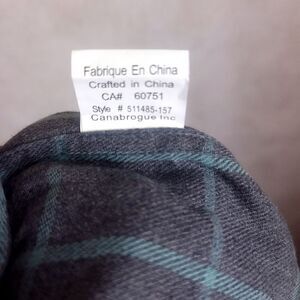 Fabrique En China
Crafted in China
CA# 60751
Style # 511485-157
Canabrogue Inc